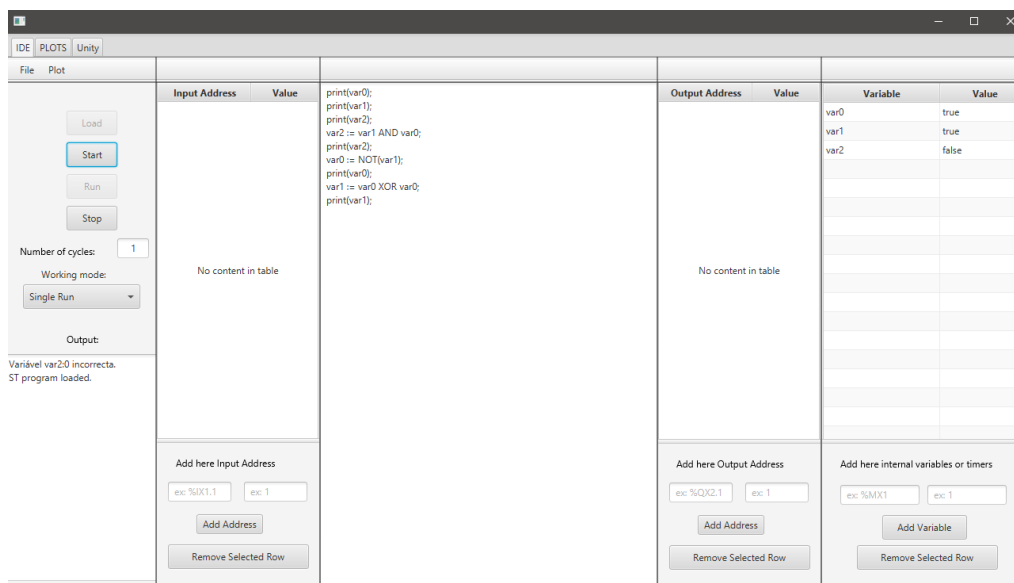 IDE PLOTS Unity
File Plot
Load
Start
Run
Stop
Number of cycles: 1
Working mode:
Single Run
Output:
Variável var2:0 incorrecta.
ST program loaded.
Input Address Value
No content in table
Add here Input Address
ex: %IX1.1 ex: 1
Add Address
Remove Selected Row
print(var0);
print(var1);
print(var2);
var2 := var1 AND var0;
print(var2);
var0 := NOT(var1);
print(var0);
var1 := var0 XOR var0;
print(var1);
Output Address Value
No content in table
Add here Output Address
ex: %QX2.1 ex: 1
Add Address
Remove Selected Row
Variable Value
var0 true
var1 true
var2 false
Add here internal variables or timers
ex: %MX1 ex: 1
Add Variable
Remove Selected Row